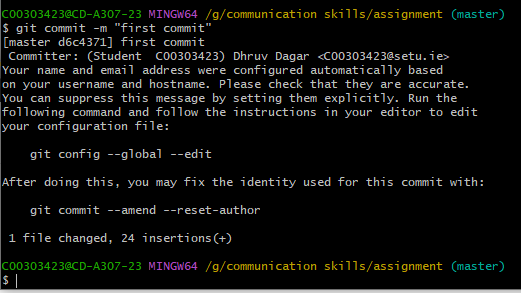 C00303423@CD-A307-23 MINGW64 /g/communication skills/assignment (master)
$ git commit -m "first commit"
[master d6c4371] first commit
 Committer: (Student  C00303423) Dhruv Dagar <C00303423@setu.ie>
Your name and email address were configured automatically based
on your username and hostname. Please check that they are accurate.
You can suppress this message by setting them explicitly. Run the
following command and follow the instructions in your editor to edit
your configuration file:

    git config --global --edit

After doing this, you may fix the identity used for this commit with:

    git commit --amend --reset-author

 1 file changed, 24 insertions(+)

C00303423@CD-A307-23 MINGW64 /g/communication skills/assignment (master)
$